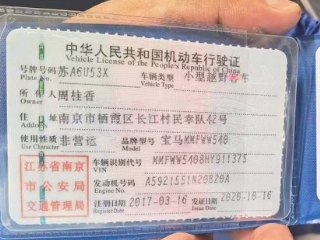 中华人民共和国机动车行驶证
Vehicle License of the People's Republic of China
号牌号码 苏A6U53X 车辆类型 小型越野客车
Plate No. Vehicle Type
所有人 周桂香
Owner
住址 南京市栖霞区长江村民幸队42号
Address
使用性质 非营运 品牌型号 宝马MMFWW540
Use Character Model
江苏省南京 车辆识别代号 MMFWW5408HY911375
市公安局 VIN
交通管理局 发动机号码 A5921551N20B20A
Engine No.
注册日期 2017-03-16 发证日期 2020-10-16